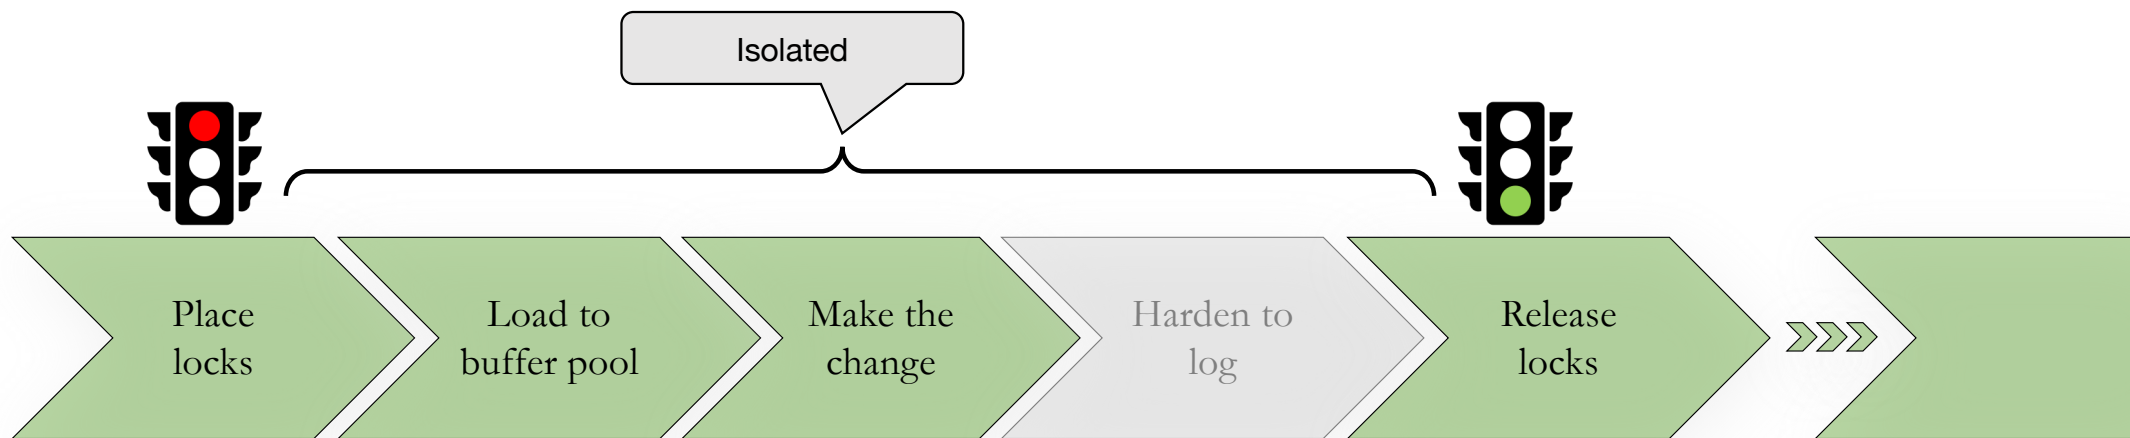 Isolated
Place
locks
Load to
buffer pool
Make the
change
Harden to
log
Release
locks